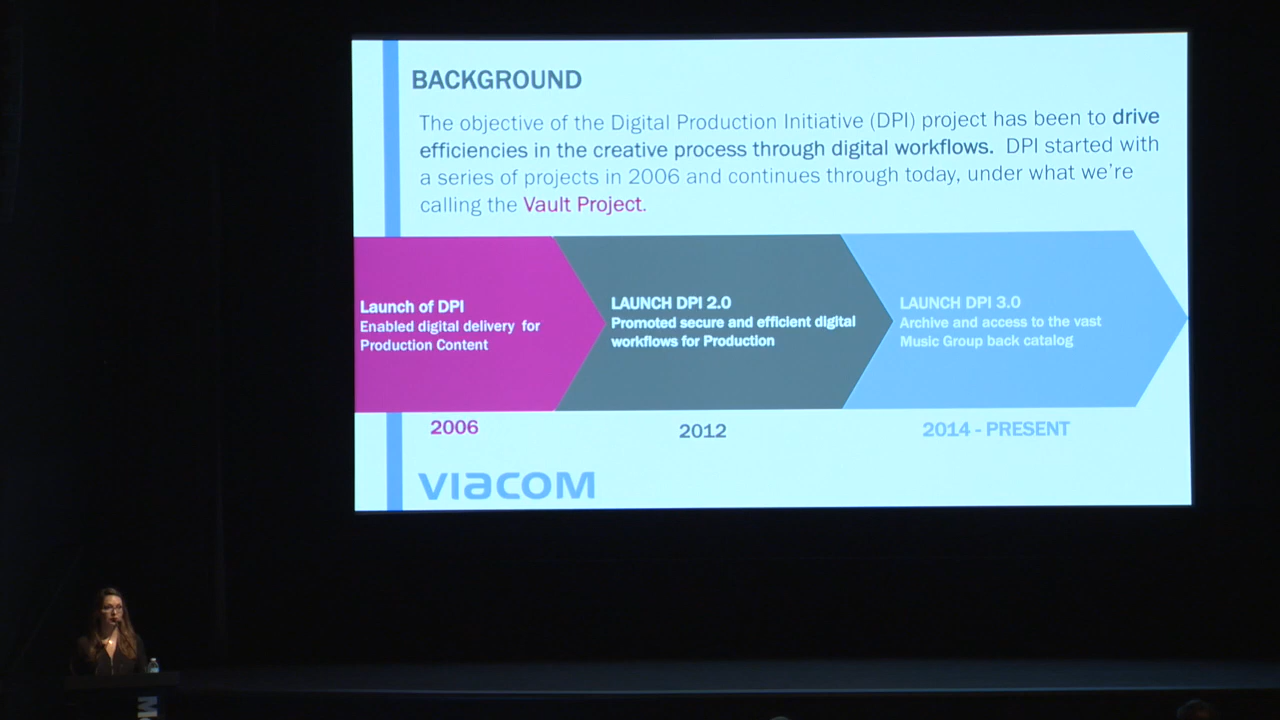 BACKGROUND
The objective of the Digital Production Initiative (DPI) project has been to drive
efficiencies in the creative process through digital workflows. DPI started with
a series of projects in 2006 and continues through today, under what we're
calling the Vault Project.
Launch of DPI
Enabled digital delivery for
Production Content
LAUNCH DPI 2.0
Promoted secure and efficient digital
workflows for Production
LAUNCH DPI 3.0
Archive and access to the vast
Music Group back catalog
2006
2012
2014 - PRESENT
VIACOM